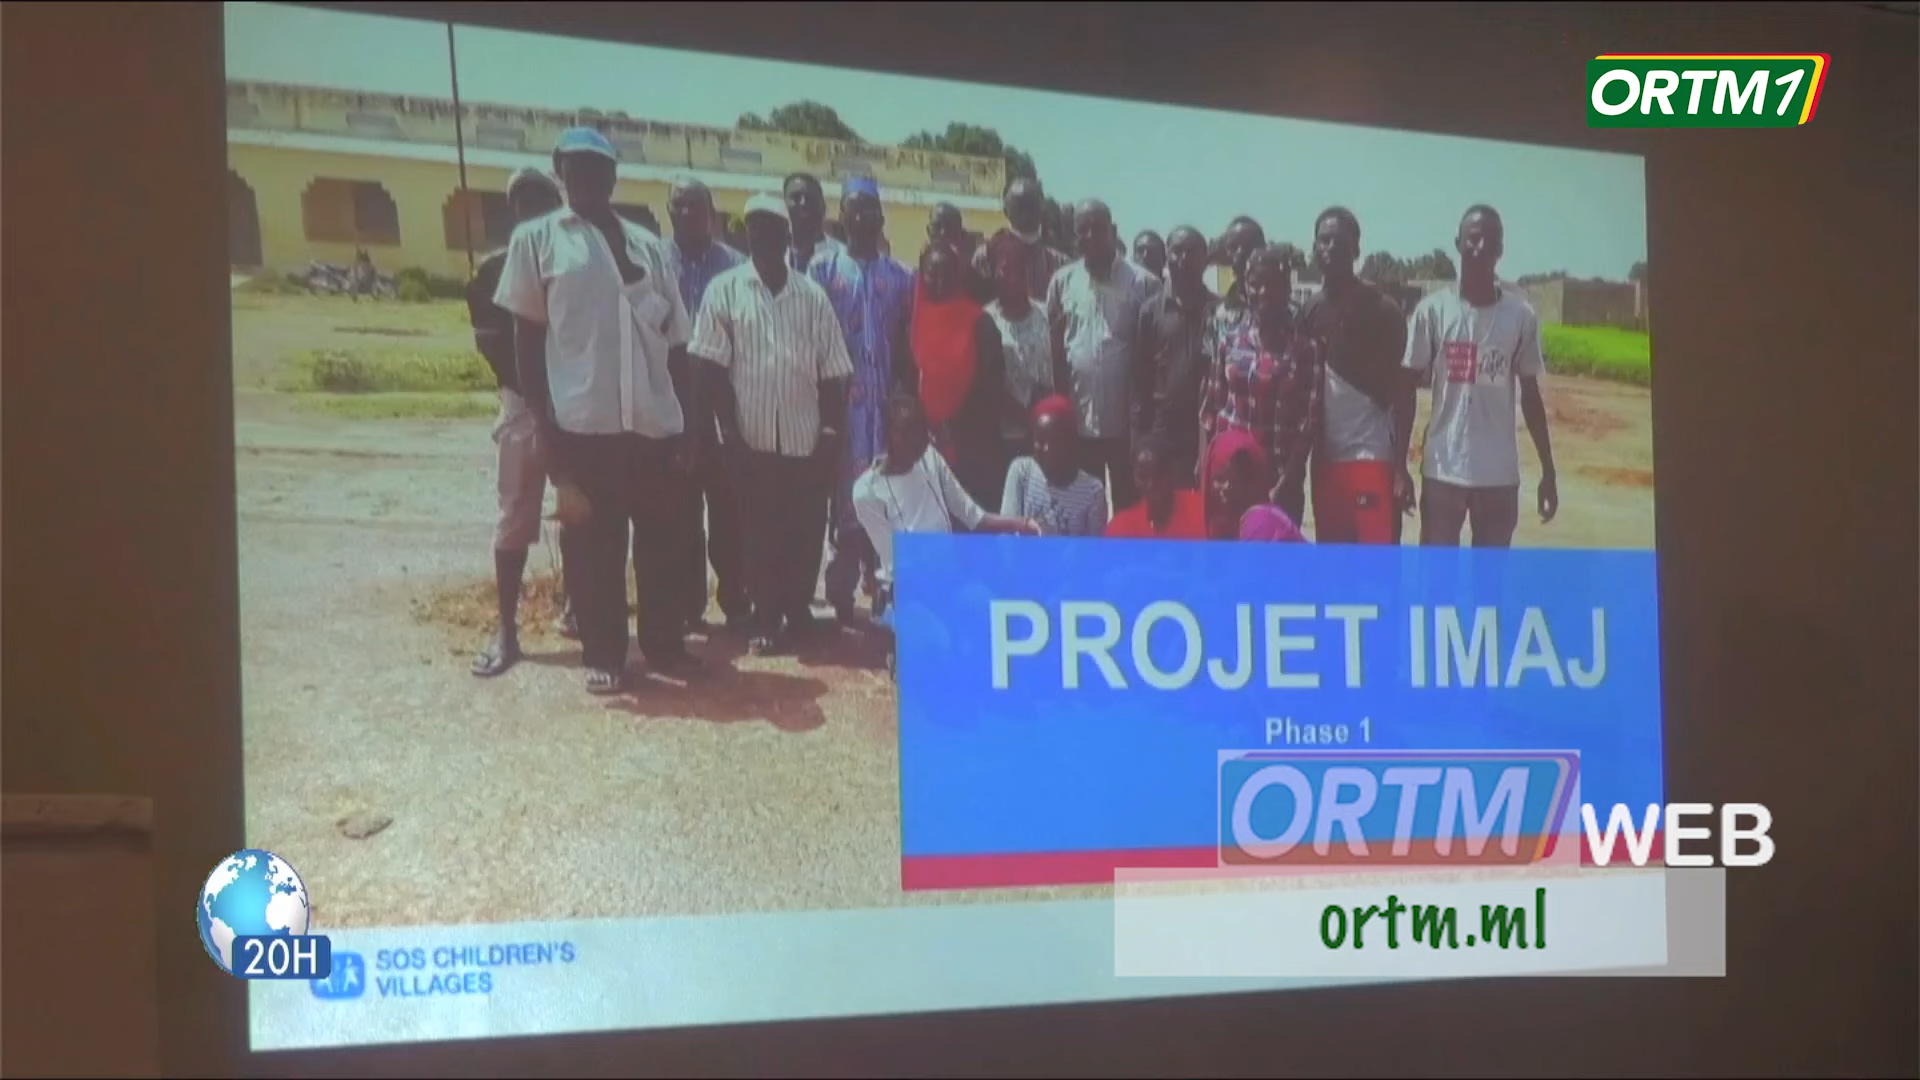 ORTM1
PROJET IMAJ
Phase 1
ORTM
WEB
ortm.ml
20H
SOS CHILDREN'S
VILLAGES